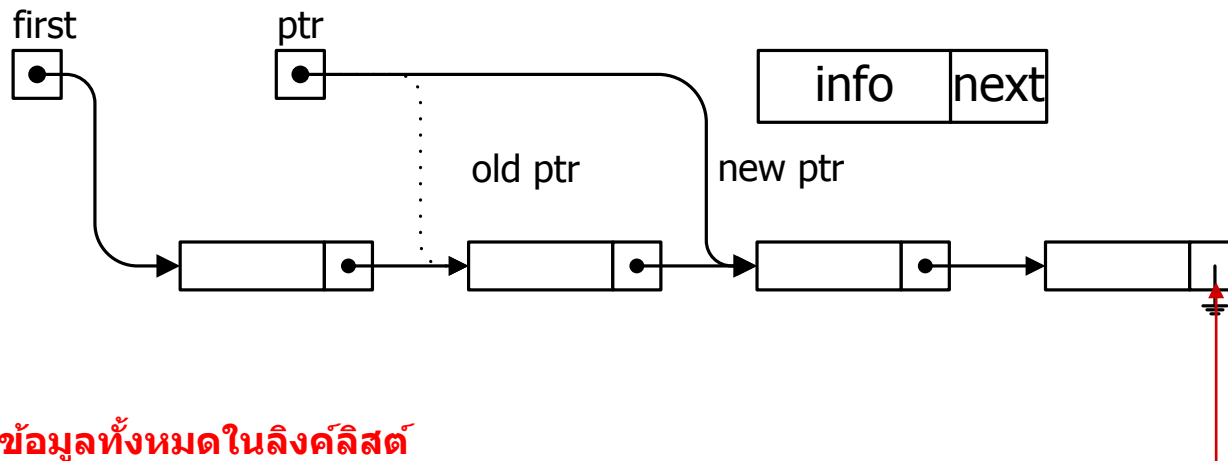 first
ptr
info next
old ptr
new ptr
ข้อมูลทั้งหมดในลิงค์ลิสต์